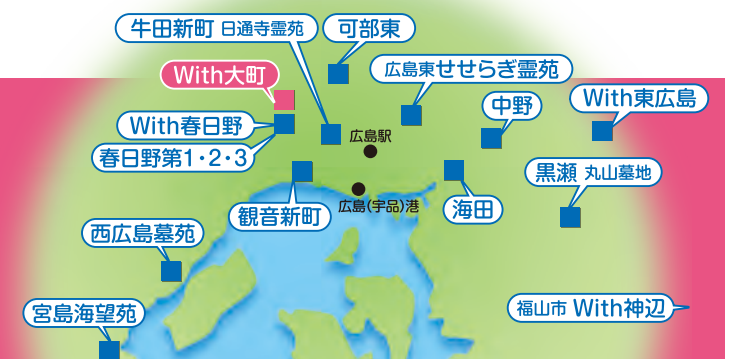 牛田新町 日通寺霊苑
可部東
With大町
広島東せせらぎ霊苑
中野
With東広島
With春日野
広島駅
春日野第1・2・3
黒瀬 丸山墓地
広島(宇品)港
観音新町
海田
西広島墓苑
福山市 With神辺
宮島海望苑